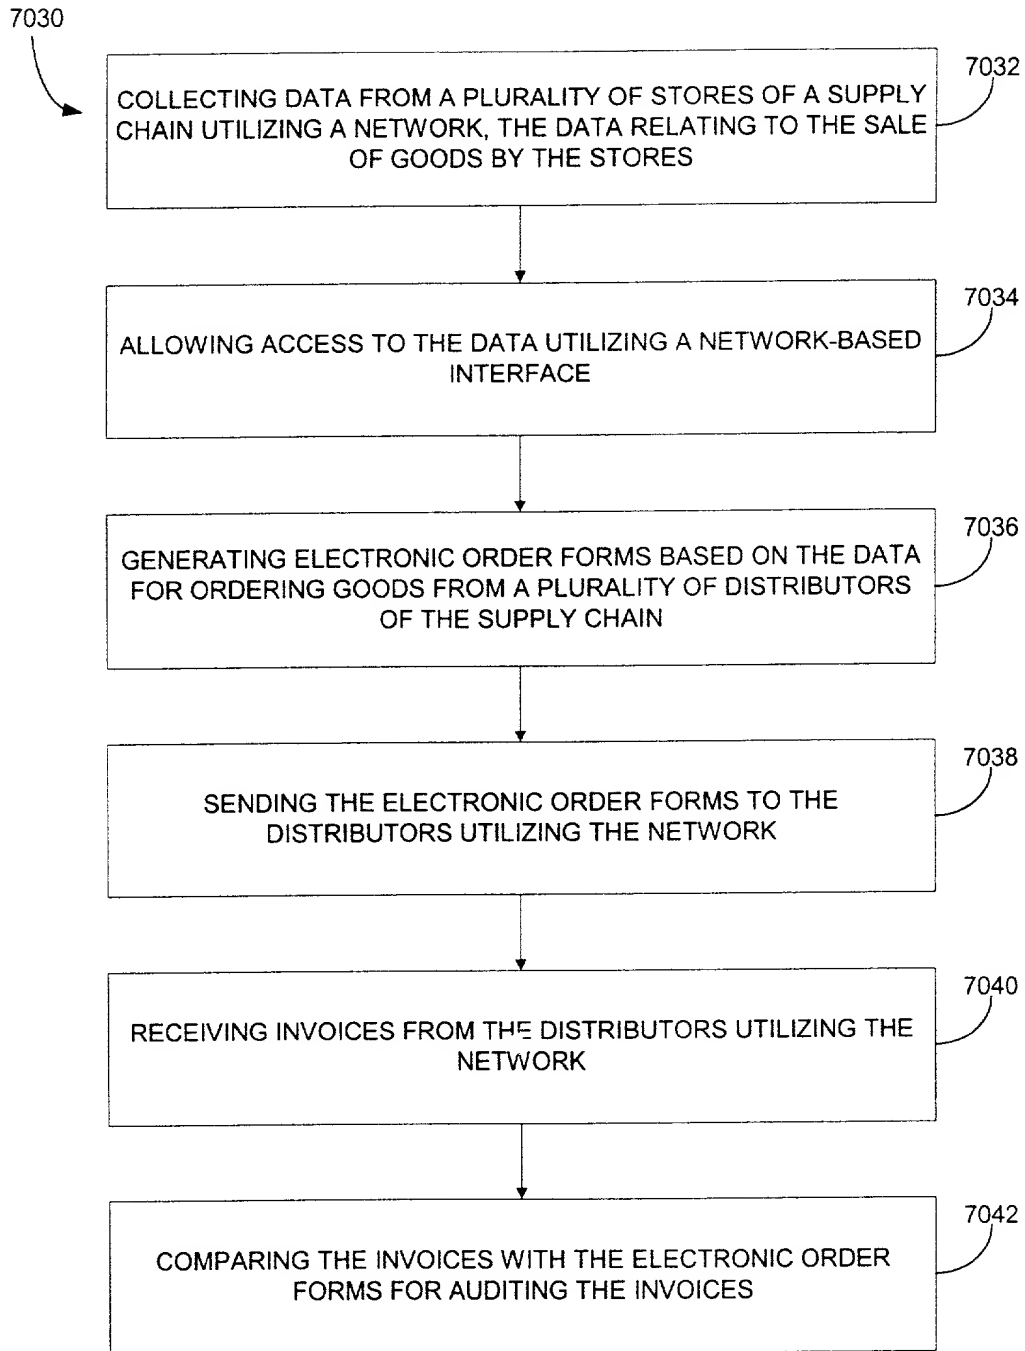 7030
7032
COLLECTING DATA FROM A PLURALITY OF STORES OF A SUPPLY
CHAIN UTILIZING A NETWORK, THE DATA RELATING TO THE SALE
OF GOODS BY THE STORES
7034
ALLOWING ACCESS TO THE DATA UTILIZING A NETWORK-BASED
INTERFACE
7036
GENERATING ELECTRONIC ORDER FORMS BASED ON THE DATA
FOR ORDERING GOODS FROM A PLURALITY OF DISTRIBUTORS
OF THE SUPPLY CHAIN
7038
SENDING THE ELECTRONIC ORDER FORMS TO THE
DISTRIBUTORS UTILIZING THE NETWORK
7040
RECEIVING INVOICES FROM THE DISTRIBUTORS UTILIZING THE
NETWORK
7042
COMPARING THE INVOICES WITH THE ELECTRONIC ORDER
FORMS FOR AUDITING THE INVOICES